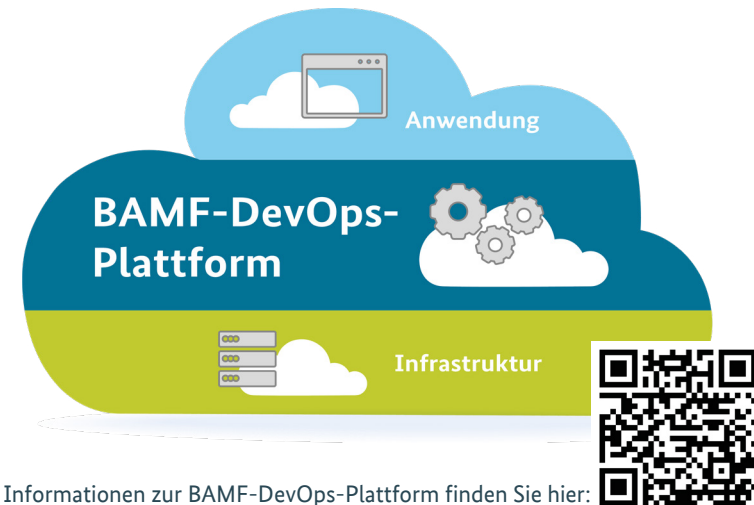 Anwendung
BAMF-DevOps-
Plattform
Infrastruktur
Informationen zur BAMF-DevOps-Plattform finden Sie hier: